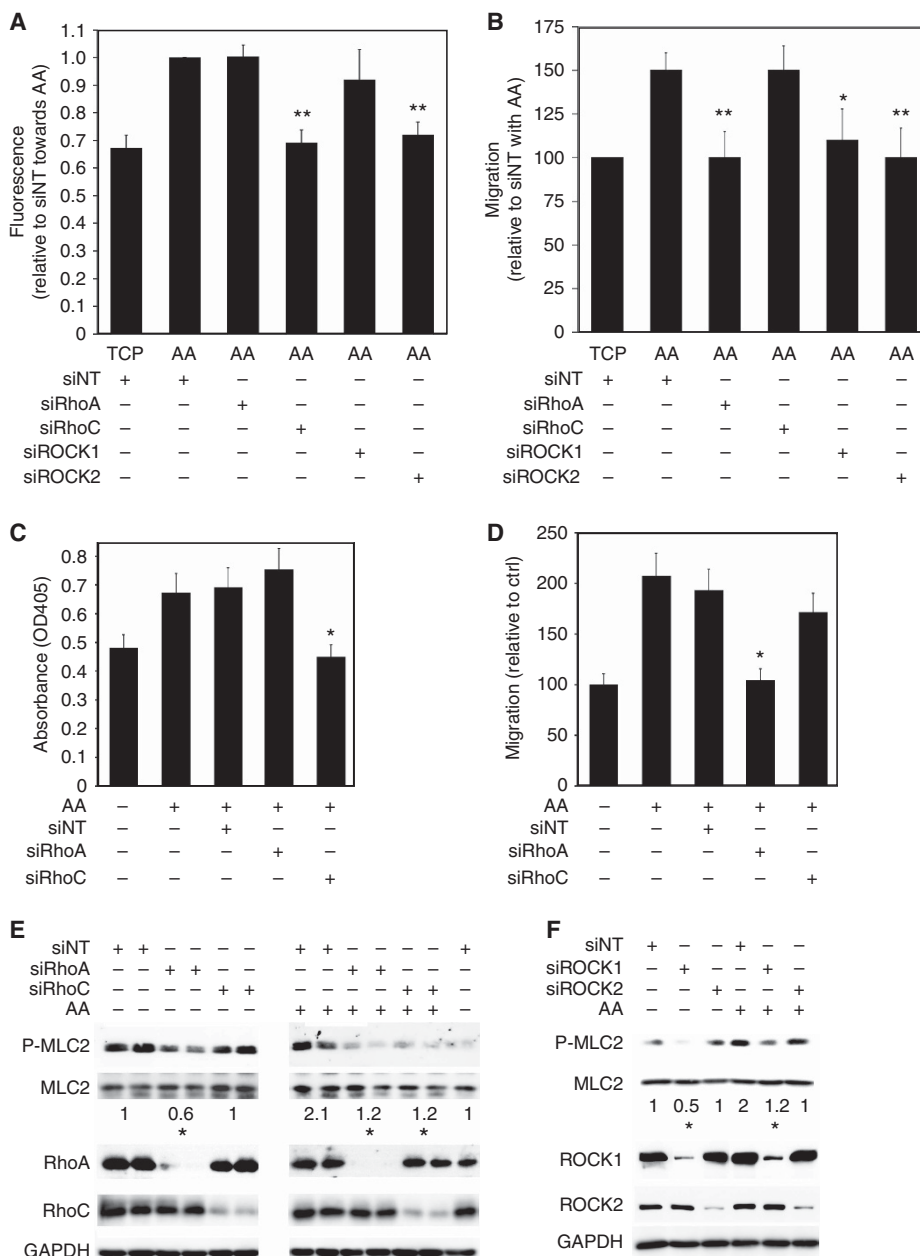 A
Fluorescence
(relative to siNT towards AA)
1.1
1.0
0.9
0.8
0.7
0.6
0.5
0.4
0.3
0.2
0.1
0
** **
TCP AA AA AA AA AA
siNT + + – – – –
siRhoA – – + – – –
siRhoC – – – + – –
siROCK1 – – – – + –
siROCK2 – – – – – +
B
Migration
(relative to siNT with AA)
175
150
125
100
75
50
25
0
** * **
TCP AA AA AA AA AA
siNT + + – – – –
siRhoA – – + – – –
siRhoC – – – + – –
siROCK1 – – – – + –
siROCK2 – – – – – +
C
Absorbance (OD405)
0.8
0.7
0.6
0.5
0.4
0.3
0.2
0.1
0
*
AA – + + + +
siNT – – + – –
siRhoA – – – + –
siRhoC – – – – +
D
Migration (relative to ctrl)
250
200
150
100
50
0
*
AA – + + + +
siNT – – + – –
siRhoA – – – + –
siRhoC – – – – +
E
siNT + + – – – – + + – – – – +
siRhoA – – + + – – – – + + – – –
siRhoC – – – – + + – – – – + + –
AA – – – – – – + + + + + + –
P-MLC2
MLC2
1 0.6 1 2.1 1.2 1.2 1
* * *
RhoA
RhoC
GAPDH
F
siNT + – – + – –
siROCK1 – + – – + –
siROCK2 – – + – – +
AA – – – + + +
P-MLC2
MLC2
1 0.5 1 2 1.2 1
* *
ROCK1
ROCK2
GAPDH